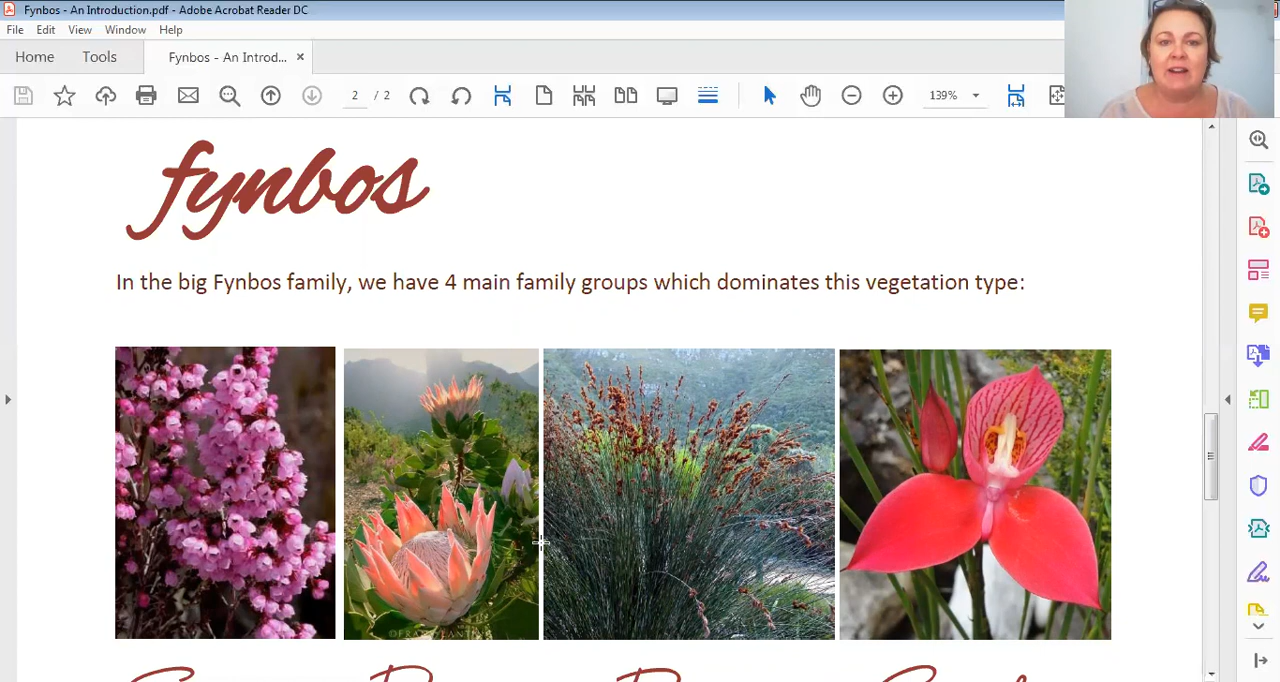 Fynbos - An Introduction.pdf - Adobe Acrobat Reader DC
File Edit View Window Help
Home Tools Fynbos - An Introd... ×
2 / 2 139%
fynbos
In the big Fynbos family, we have 4 main family groups which dominates this vegetation type: